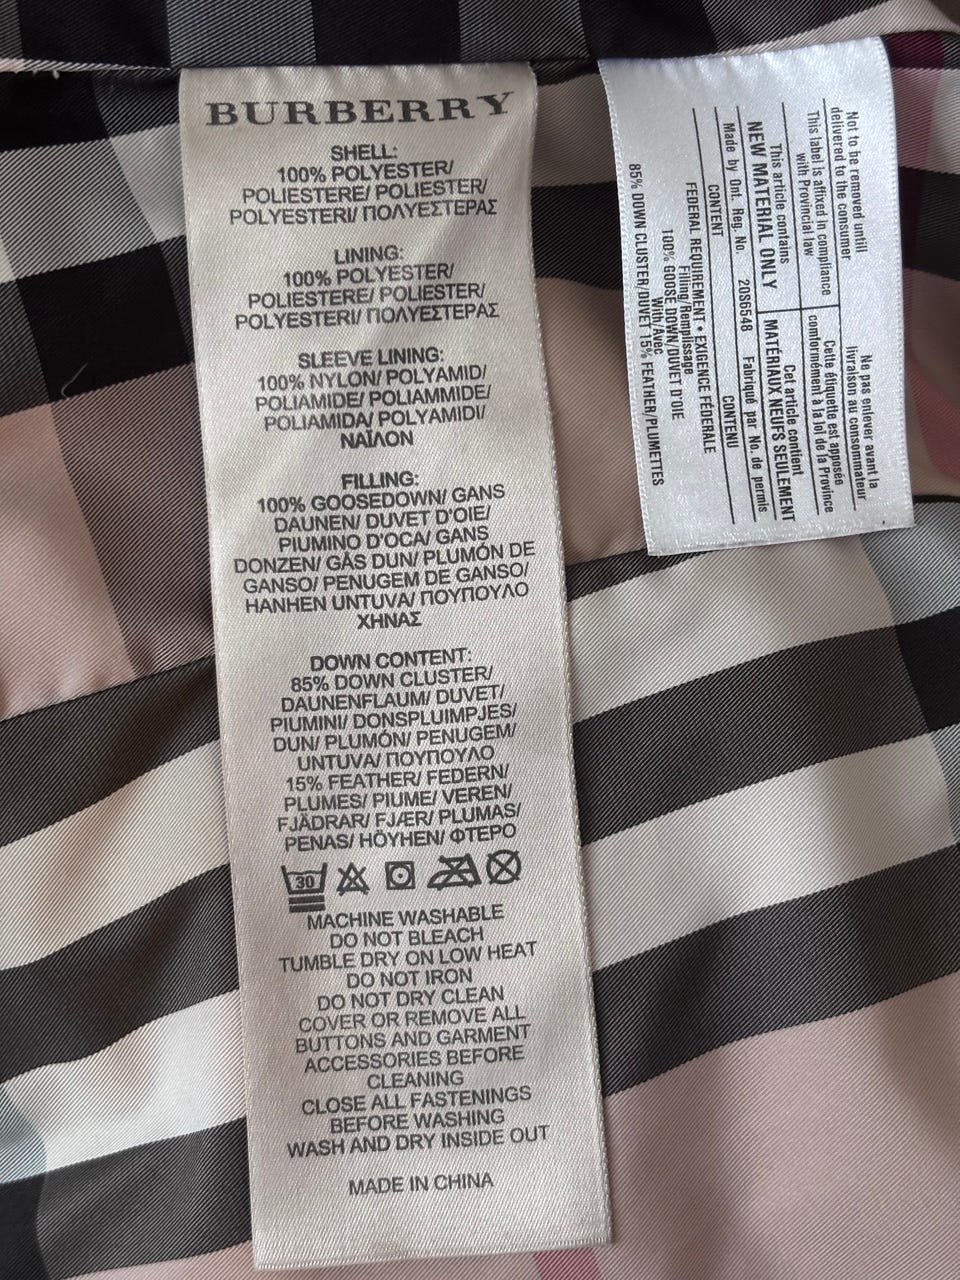 BURBERRY
SHELL:
100% POLYESTER/
POLIESTERE/ POLIESTER/
POLYESTERI/ ΠΟΛΥΕΣΤΕΡΑΣ
LINING:
100% POLYESTER/
POLIESTERE/ POLIESTER/
POLYESTERI/ ΠΟΛΥΕΣΤΕΡΑΣ
SLEEVE LINING:
100% NYLON/ POLYAMID/
POLIAMIDE/ POLIAMMIDE/
POLIAMIDA/ POLYAMIDI/
ΝΑΪΛΟΝ
FILLING:
100% GOOSEDOWN/ GANS
DAUNEN/ DUVET D'OIE/
PIUMINO D'OCA/ GANS
DONZEN/ GÅS DUN/ PLUMÓN DE
GANSO/ PENUGEM DE GANSO/
HANHEN UNTUVA/ ΠΟΥΠΟΥΛΟ
ΧΗΝΑΣ
DOWN CONTENT:
85% DOWN CLUSTER/
DAUNENFLAUM/ DUVET/
PIUMINI/ DONSPLUIMPJES/
DUN/ PLUMÓN/ PENUGEM/
UNTUVA/ ΠΟΥΠΟΥΛΟ
15% FEATHER/ FEDERN/
PLUMES/ PIUME/ VEREN/
FJÄDRAR/ FJÆR/ PLUMAS/
PENAS/ HÖYHEN/ ΦΤΕΡΟ
30
MACHINE WASHABLE
DO NOT BLEACH
TUMBLE DRY ON LOW HEAT
DO NOT IRON
DO NOT DRY CLEAN
COVER OR REMOVE ALL
BUTTONS AND GARMENT
ACCESSORIES BEFORE
CLEANING
CLOSE ALL FASTENINGS
BEFORE WASHING
WASH AND DRY INSIDE OUT
MADE IN CHINA
Not to be removed untill
delivered to the consumer
Ne pas enlever avant la
livraison au consommateur
This label is affixed in compliance
with Provincial law
Cette étiquette est apposée
conformément à la loi de la Province
This article contains
NEW MATERIAL ONLY
Cet article contient
MATÉRIAUX NEUFS SEULEMENT
Made by Ont. Reg. No. 20S6548 Fabriqué par No. de permis
CONTENT CONTENU
FEDERAL REQUIREMENT • EXIGENCE FÉDERALE
Filling/Remplissage
100% GOOSE DOWN/DUVET D'OIE
With/Avec
85% DOWN CLUSTER/DUVET 15% FEATHER/PLUMETTES